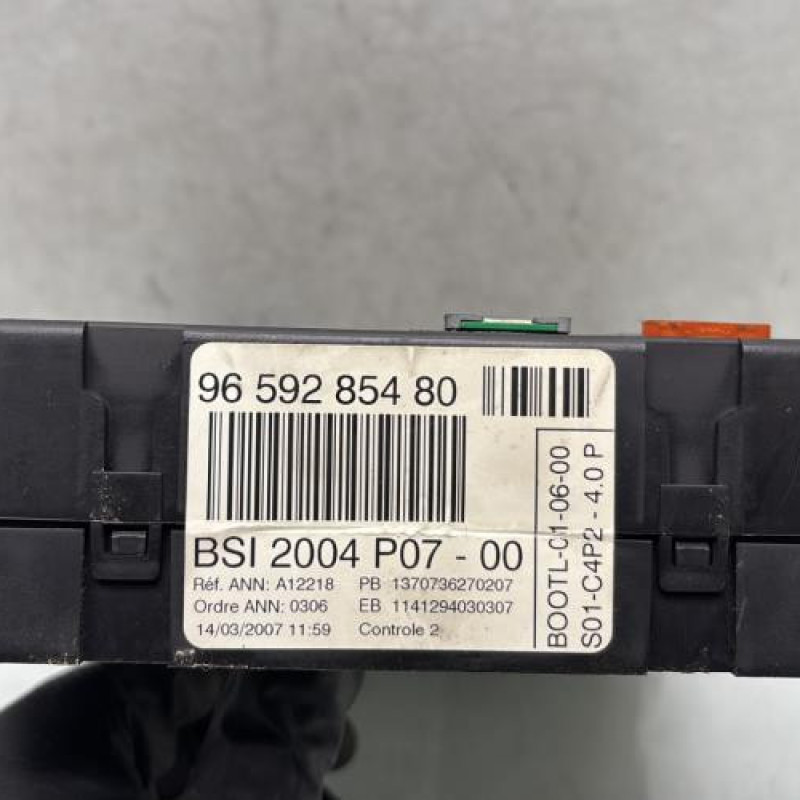 96 592 854 80
BSI 2004 P07 - 00
Réf. ANN: A12218 PB 1370736270207
Ordre ANN: 0306 EB 1141294030307
14/03/2007 11:59 Controle 2
BOOTL-01-06-00
S01-C4P2 - 4.0 P